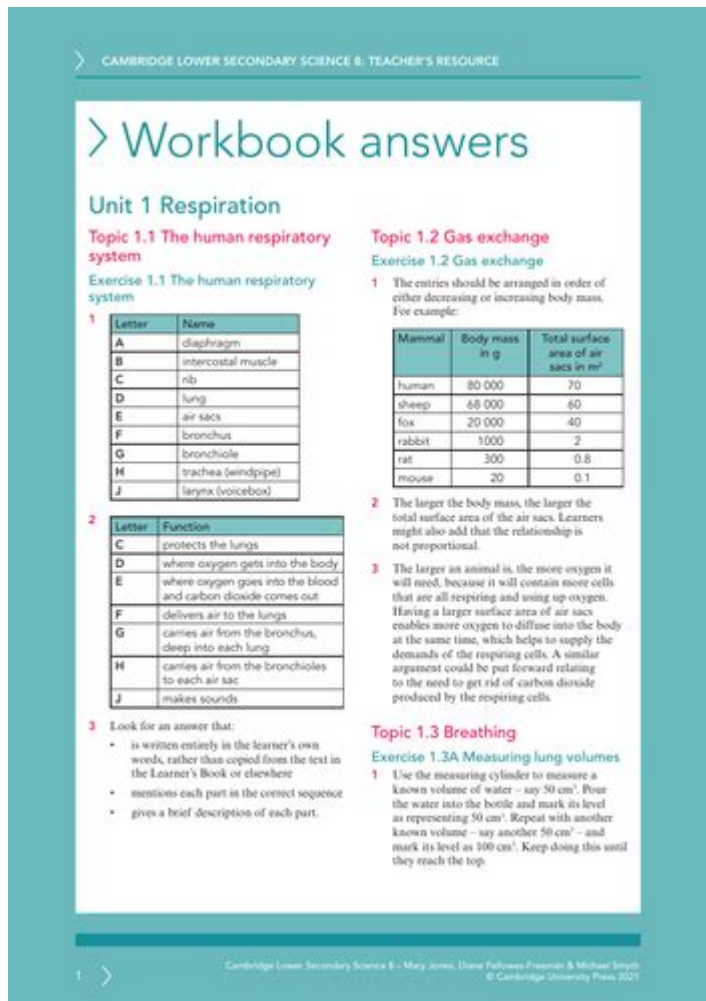 CAMBRIDGE LOWER SECONDARY SCIENCE 8: TEACHER'S RESOURCE
Workbook answers
Unit 1 Respiration
Topic 1.1 The human respiratory
system
Exercise 1.1 The human respiratory
system
1
Letter Name
A diaphragm
B intercostal muscle
C rib
D lung
E air sacs
F bronchus
G bronchiole
H trachea (windpipe)
J larynx (voicebox)
2
Letter Function
C protects the lungs
D where oxygen gets into the body
E where oxygen goes into the blood
and carbon dioxide comes out
F delivers air to the lungs
G carries air from the bronchus,
deep into each lung
H carries air from the bronchioles
to each air sac
J makes sounds
3 Look for an answer that:
• is written entirely in the learner's own
words, rather than copied from the text in
the Learner's Book or elsewhere
• mentions each part in the correct sequence
• gives a brief description of each part.
Topic 1.2 Gas exchange
Exercise 1.2 Gas exchange
1 The entries should be arranged in order of
either decreasing or increasing body mass.
For example:
Mammal Body mass Total surface
in g area of air
sacs in m²
human 80 000 70
sheep 68 000 60
fox 20 000 40
rabbit 1000 2
rat 300 0.8
mouse 20 0.1
2 The larger the body mass, the larger the
total surface area of the air sacs. Learners
might also add that the relationship is
not proportional.
3 The larger an animal is, the more oxygen it
will need, because it will contain more cells
that are all respiring and using up oxygen.
Having a larger surface area of air sacs
enables more oxygen to diffuse into the body
at the same time, which helps to supply the
demands of the respiring cells. A similar
argument could be put forward relating
to the need to get rid of carbon dioxide
produced by the respiring cells.
Topic 1.3 Breathing
Exercise 1.3A Measuring lung volumes
1 Use the measuring cylinder to measure a
known volume of water – say 50 cm³. Pour
the water into the bottle and mark its level
as representing 50 cm³. Repeat with another
known volume – say another 50 cm³ – and
mark its level as 100 cm³. Keep doing this until
they reach the top.
1
Cambridge Lower Secondary Science 8 – Mary Jones, Diane Fellowes-Freeman & Michael Smyth
© Cambridge University Press 2021